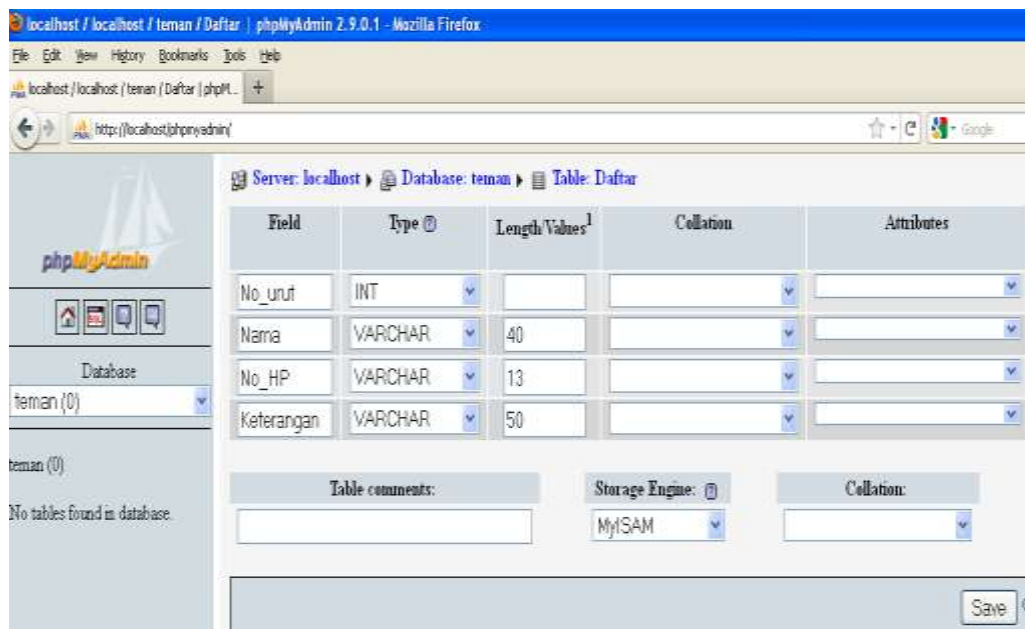 localhost / localhost / teman / Daftar | phpMyAdmin 2.9.0.1 - Mozilla Firefox
File Edit View History Bookmarks Tools Help
localhost / localhost / teman / Daftar | phpM... +
http://localhost/phpmyadmin/
Google
phpMyAdmin
SQL
Database
teman (0)
teman (0)
No tables found in database.
Server: localhost Database: teman Table: Daftar
Field Type Length/Values1 Collation Attributes
No_urut INT
Nama VARCHAR 40
No_HP VARCHAR 13
Keterangan VARCHAR 50
Table comments: Storage Engine: Collation:
MyISAM
Save